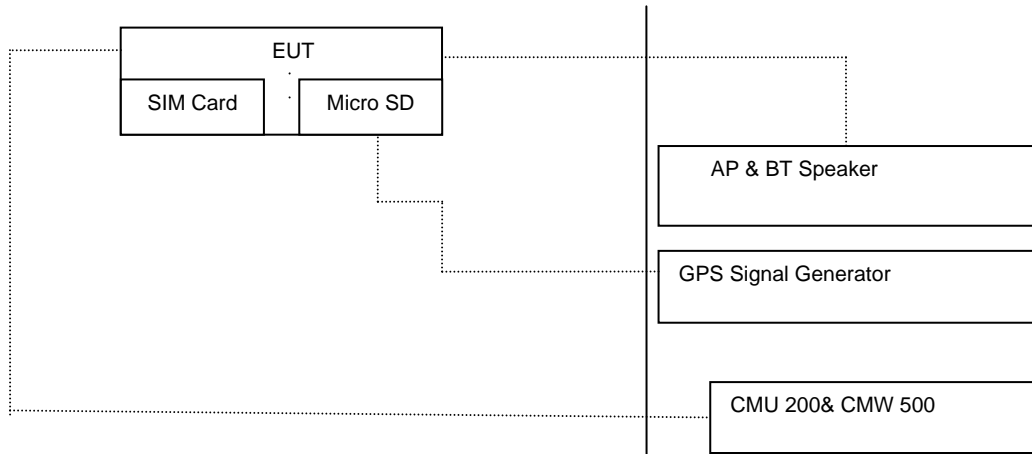 EUT
SIM Card
Micro SD
AP & BT Speaker
GPS Signal Generator
CMU 200& CMW 500